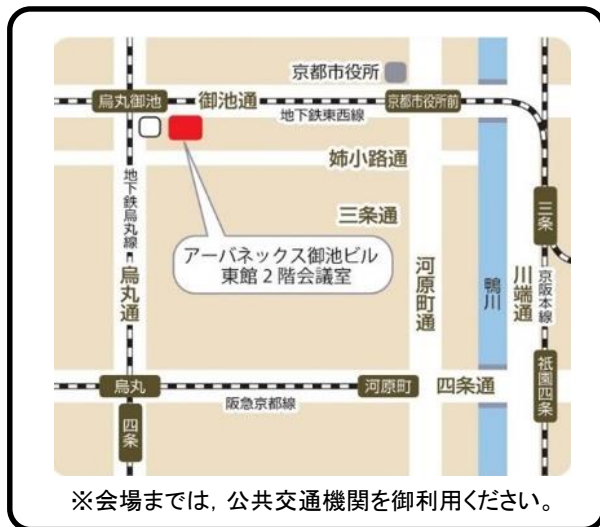 京都市役所
烏丸御池
御池通
京都市役所前
地下鉄東西線
姉小路通
三条通
三条
地下鉄烏丸線
アーバネックス御池ビル
東館2階会議室
烏丸通
河原町通
鴨川
川端通
京阪本線
烏丸
河原町
四条通
祇園四条
阪急京都線
四条
※会場までは，公共交通機関を御利用ください。